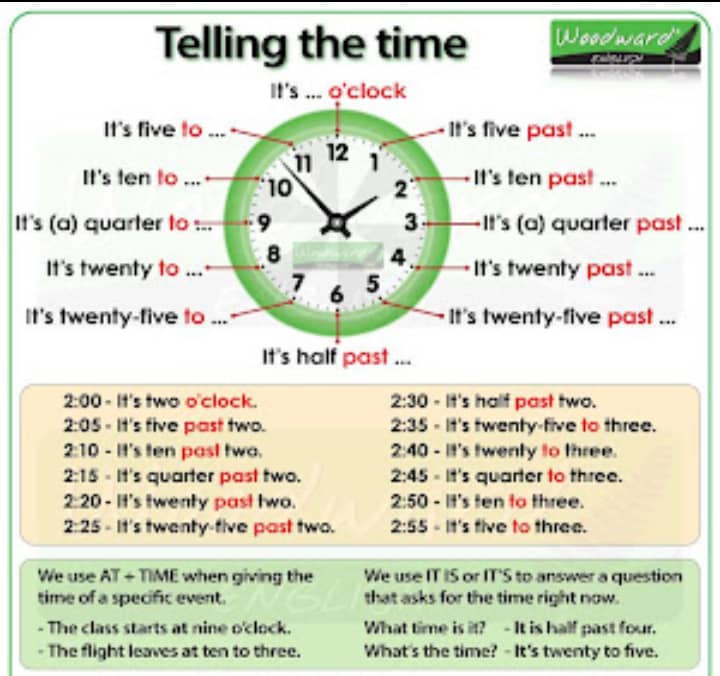 Telling the time
Woodward
ENGLISH
It's ... o'clock
It's five to ...
It's five past ...
It's ten to ...
It's ten past ...
It's (a) quarter to ...
It's (a) quarter past ...
It's twenty to ...
It's twenty past ...
It's twenty-five to ...
It's twenty-five past ...
It's half past ...
12
1
2
3
4
5
6
7
8
9
10
11
Woodward
2:00 - It's two o'clock.
2:05 - It's five past two.
2:10 - It's ten past two.
2:15 - It's quarter past two.
2:20 - It's twenty past two.
2:25 - It's twenty-five past two.
2:30 - It's half past two.
2:35 - It's twenty-five to three.
2:40 - It's twenty to three.
2:45 - It's quarter to three.
2:50 - It's ten to three.
2:55 - It's five to three.
We use AT + TIME when giving the
time of a specific event.
- The class starts at nine o'clock.
- The flight leaves at ten to three.
We use IT IS or IT'S to answer a question
that asks for the time right now.
What time is it? - It is half past four.
What's the time? - It's twenty to five.